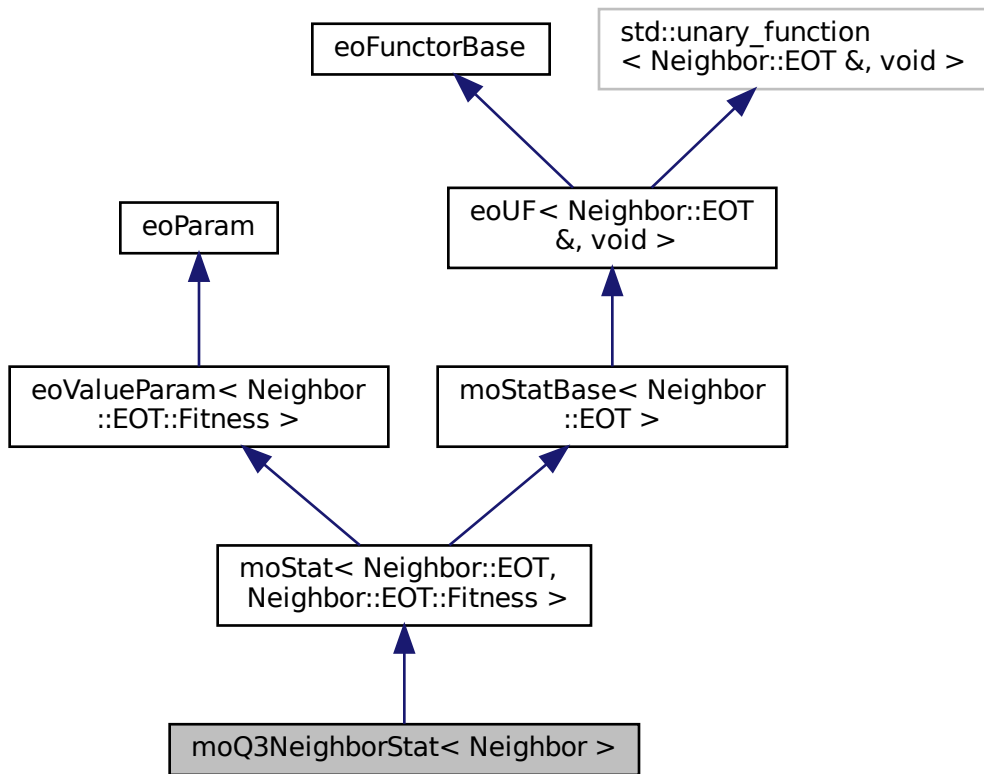 eoFunctorBase
std::unary_function
< Neighbor::EOT &, void >
eoUF< Neighbor::EOT
&, void >
eoParam
eoValueParam< Neighbor
::EOT::Fitness >
moStatBase< Neighbor
::EOT >
moStat< Neighbor::EOT,
Neighbor::EOT::Fitness >
moQ3NeighborStat< Neighbor >